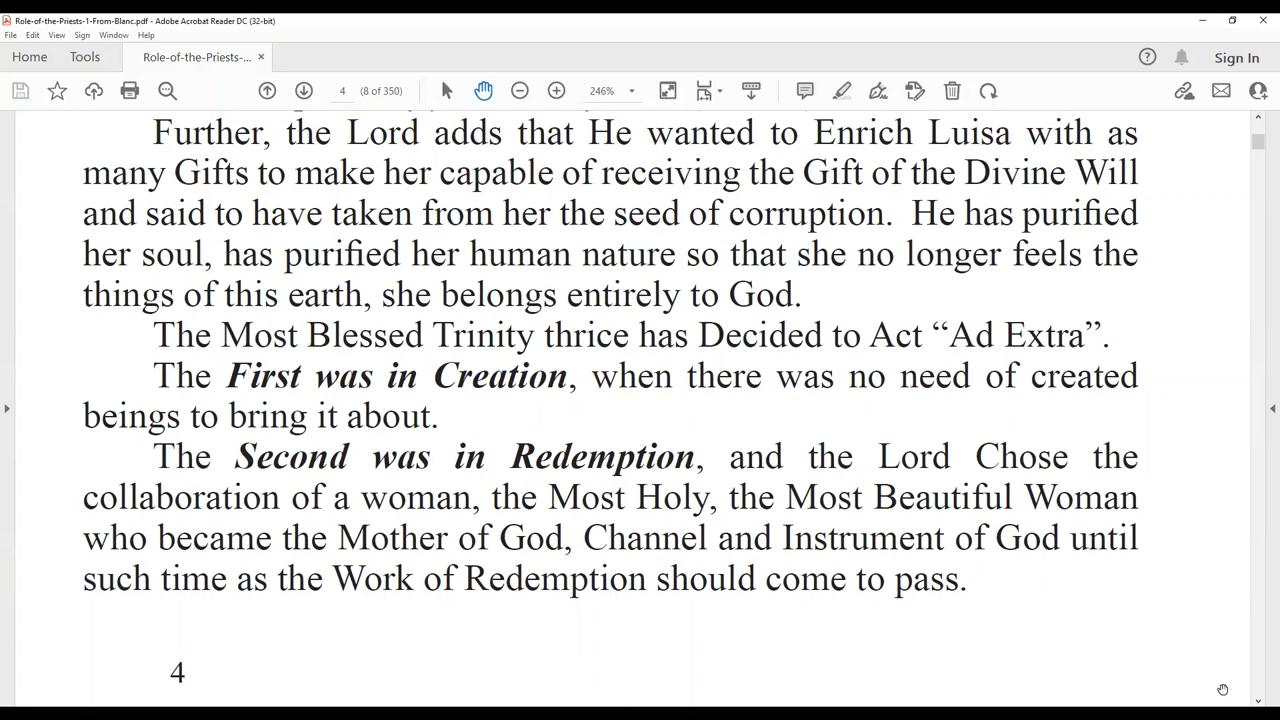 Role-of-the-Priests-1-From-Blanc.pdf - Adobe Acrobat Reader DC (32-bit)
File Edit View Sign Window Help
Home Tools Role-of-the-Priests-... × Sign In
4 (8 of 350) 246%
Further, the Lord adds that He wanted to Enrich Luisa with as
many Gifts to make her capable of receiving the Gift of the Divine Will
and said to have taken from her the seed of corruption. He has purified
her soul, has purified her human nature so that she no longer feels the
things of this earth, she belongs entirely to God.
The Most Blessed Trinity thrice has Decided to Act “Ad Extra”.
The First was in Creation, when there was no need of created
beings to bring it about.
The Second was in Redemption, and the Lord Chose the
collaboration of a woman, the Most Holy, the Most Beautiful Woman
who became the Mother of God, Channel and Instrument of God until
such time as the Work of Redemption should come to pass.
4